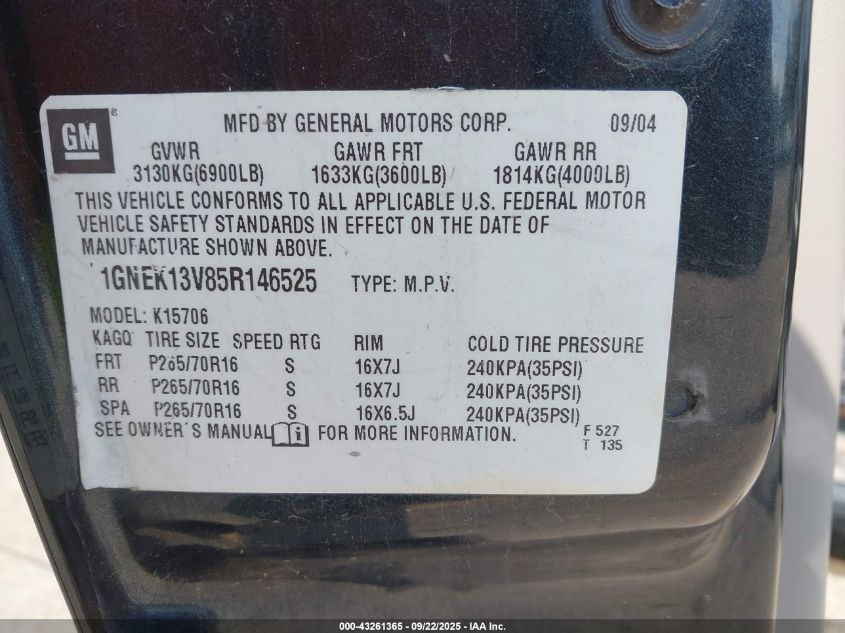 GM ®
MFD BY GENERAL MOTORS CORP. 09/04
GVWR GAWR FRT GAWR RR
3130KG(6900LB) 1633KG(3600LB) 1814KG(4000LB)
THIS VEHICLE CONFORMS TO ALL APPLICABLE U.S. FEDERAL MOTOR
VEHICLE SAFETY STANDARDS IN EFFECT ON THE DATE OF
MANUFACTURE SHOWN ABOVE.
1GNEK13V85R146525 TYPE: M.P.V.
MODEL: K15706
KAGQ TIRE SIZE SPEED RTG RIM COLD TIRE PRESSURE
FRT P265/70R16 S 16X7J 240KPA(35PSI)
RR P265/70R16 S 16X7J 240KPA(35PSI)
SPA P265/70R16 S 16X6.5J 240KPA(35PSI)
SEE OWNER'S MANUAL i FOR MORE INFORMATION.
F 527
T 135
000-43261365 - 09/22/2025 - IAA Inc.